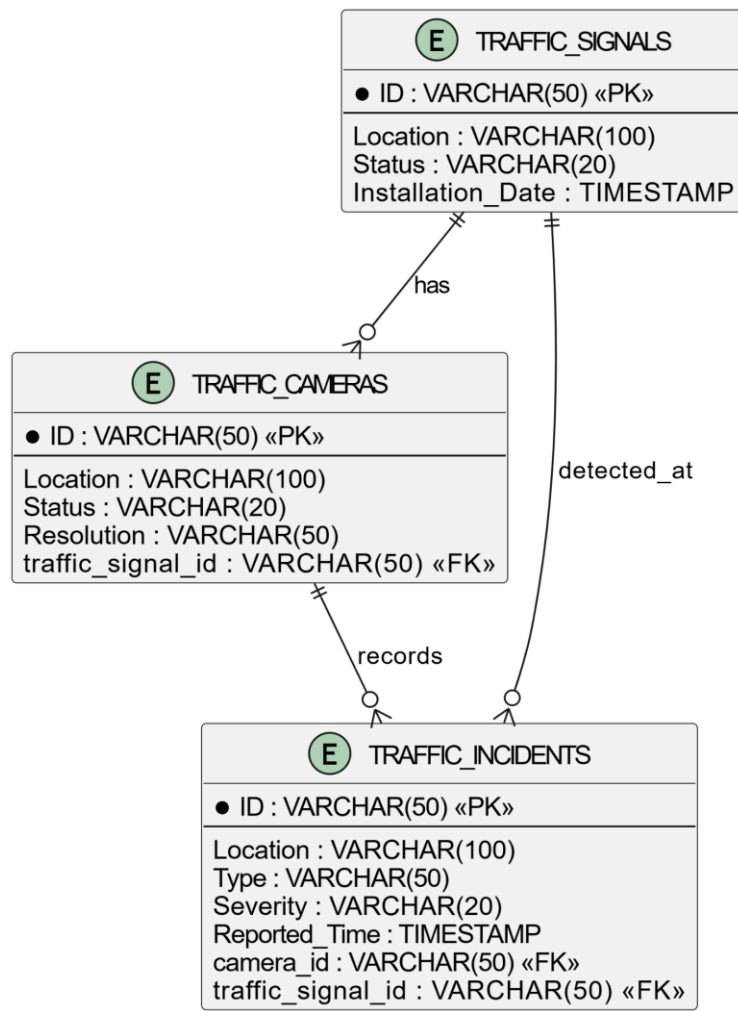 E TRAFFIC_SIGNALS
● ID : VARCHAR(50) «PK»
Location : VARCHAR(100)
Status : VARCHAR(20)
Installation_Date : TIMESTAMP
has
E TRAFFIC_CAMERAS
● ID : VARCHAR(50) «PK»
Location : VARCHAR(100)
Status : VARCHAR(20)
Resolution : VARCHAR(50)
traffic_signal_id : VARCHAR(50) «FK»
detected_at
records
E TRAFFIC_INCIDENTS
● ID : VARCHAR(50) «PK»
Location : VARCHAR(100)
Type : VARCHAR(50)
Severity : VARCHAR(20)
Reported_Time : TIMESTAMP
camera_id : VARCHAR(50) «FK»
traffic_signal_id : VARCHAR(50) «FK»